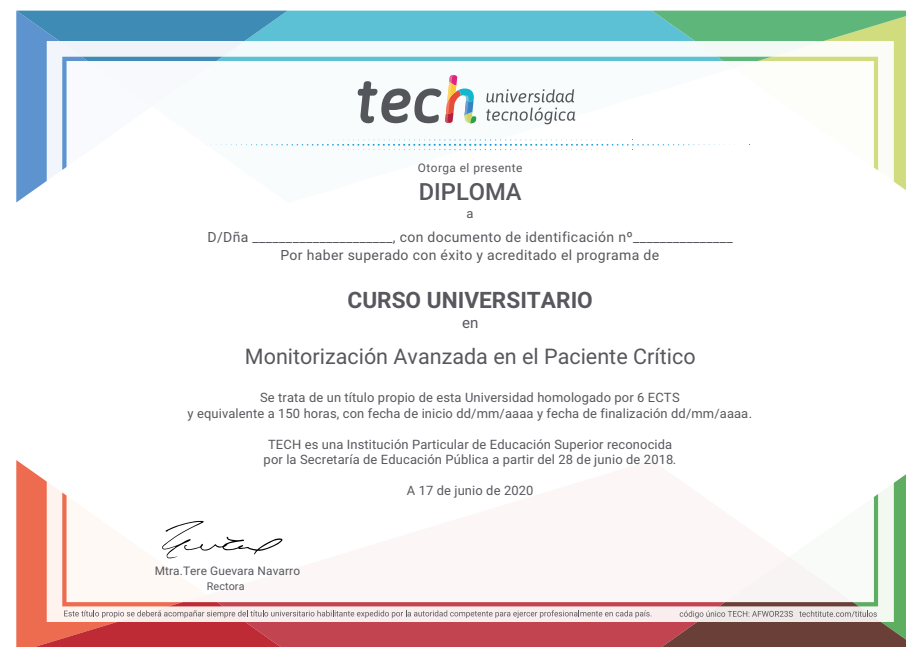 tech universidad
tecnológica
Otorga el presente
DIPLOMA
a
D/Dña _____________________, con documento de identificación nº_______________
Por haber superado con éxito y acreditado el programa de
CURSO UNIVERSITARIO
en
Monitorización Avanzada en el Paciente Crítico
Se trata de un título propio de esta Universidad homologado por 6 ECTS
y equivalente a 150 horas, con fecha de inicio dd/mm/aaaa y fecha de finalización dd/mm/aaaa.
TECH es una Institución Particular de Educación Superior reconocida
por la Secretaría de Educación Pública a partir del 28 de junio de 2018.
A 17 de junio de 2020
Mtra.Tere Guevara Navarro
Rectora
Este título propio se deberá acompañar siempre del título universitario habilitante expedido por la autoridad competente para ejercer profesionalmente en cada país. código único TECH: AFWOR23S techtitute.com/titulos